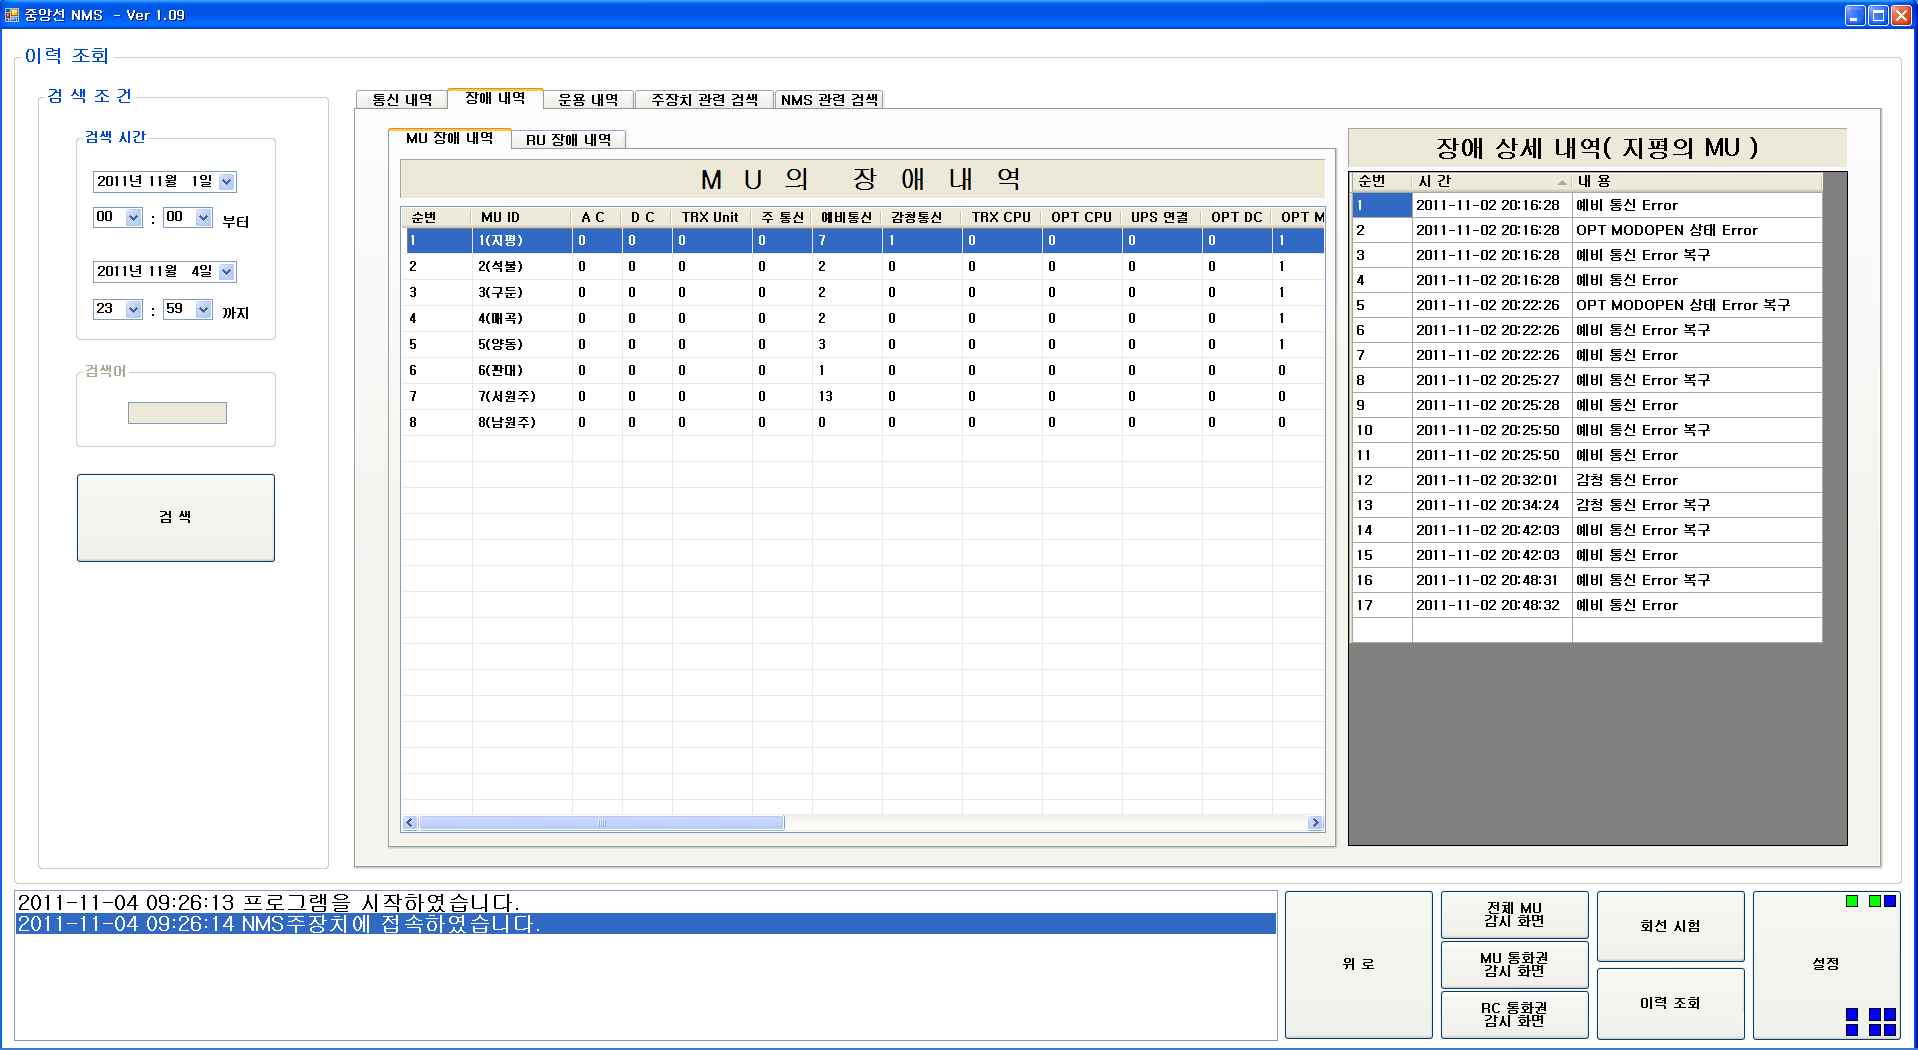 중앙선 NMS - Ver 1.09
이력 조회
검 색 조 건
검색 시간
2011년 11월 1일
00 : 00 부터
2011년 11월 4일
23 : 59 까지
검색어
검 색
통신 내역 장애 내역 운용 내역 주장치 관련 검색 NMS 관련 검색
MU 장애 내역 RU 장애 내역
M U 의 장 애 내 역
순번 MU ID A C D C TRX Unit 주 통신 예비통신 감청통신 TRX CPU OPT CPU UPS 연결 OPT DC OPT M
1 1(지평) 0 0 0 0 7 1 0 0 0 0 1
2 2(석불) 0 0 0 0 2 0 0 0 0 0 1
3 3(구둔) 0 0 0 0 2 0 0 0 0 0 1
4 4(매곡) 0 0 0 0 2 0 0 0 0 0 1
5 5(양동) 0 0 0 0 3 0 0 0 0 0 1
6 6(판대) 0 0 0 0 1 0 0 0 0 0 0
7 7(서원주) 0 0 0 0 13 0 0 0 0 0 0
8 8(남원주) 0 0 0 0 0 0 0 0 0 0 0
장애 상세 내역( 지평의 MU )
순번 시 간 내 용
1 2011-11-02 20:16:28 예비 통신 Error
2 2011-11-02 20:16:28 OPT MODOPEN 상태 Error
3 2011-11-02 20:16:28 예비 통신 Error 복구
4 2011-11-02 20:16:28 예비 통신 Error
5 2011-11-02 20:22:26 OPT MODOPEN 상태 Error 복구
6 2011-11-02 20:22:26 예비 통신 Error 복구
7 2011-11-02 20:22:26 예비 통신 Error
8 2011-11-02 20:25:27 예비 통신 Error 복구
9 2011-11-02 20:25:28 예비 통신 Error
10 2011-11-02 20:25:50 예비 통신 Error 복구
11 2011-11-02 20:25:50 예비 통신 Error
12 2011-11-02 20:32:01 감청 통신 Error
13 2011-11-02 20:34:24 감청 통신 Error 복구
14 2011-11-02 20:42:03 예비 통신 Error 복구
15 2011-11-02 20:42:03 예비 통신 Error
16 2011-11-02 20:48:31 예비 통신 Error 복구
17 2011-11-02 20:48:32 예비 통신 Error
2011-11-04 09:26:13 프로그램을 시작하였습니다.
2011-11-04 09:26:14 NMS주장치에 접속하였습니다.
위 로
전체 MU
감시 화면
MU 통화권
감시 화면
RC 통화권
감시 화면
회선 시험
이력 조회
설정